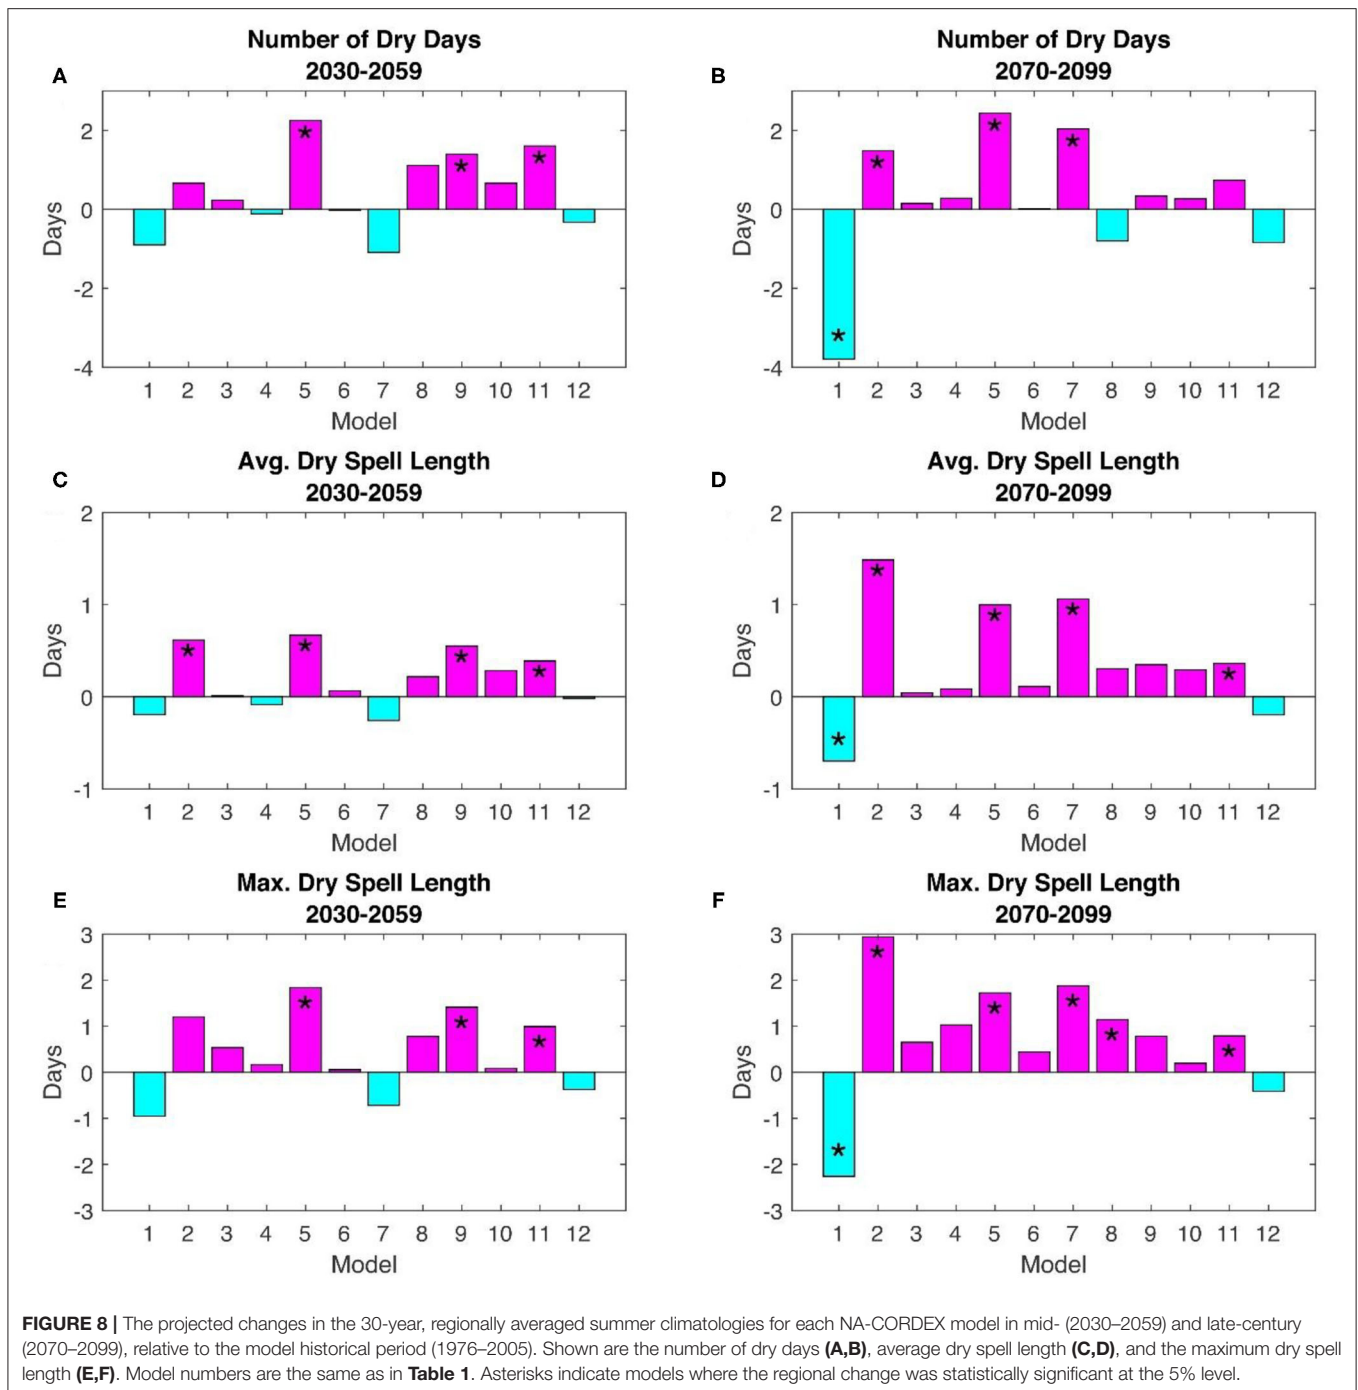 Number of Dry Days
2030-2059
A
2
0
-2
-4
Days
1 2 3 4 5 6 7 8 9 10 11 12
Model
Number of Dry Days
2070-2099
B
2
0
-2
-4
Days
1 2 3 4 5 6 7 8 9 10 11 12
Model
Avg. Dry Spell Length
2030-2059
C
2
1
0
-1
Days
1 2 3 4 5 6 7 8 9 10 11 12
Model
Avg. Dry Spell Length
2070-2099
D
2
1
0
-1
Days
1 2 3 4 5 6 7 8 9 10 11 12
Model
Max. Dry Spell Length
2030-2059
E
3
2
1
0
-1
-2
-3
Days
1 2 3 4 5 6 7 8 9 10 11 12
Model
Max. Dry Spell Length
2070-2099
F
3
2
1
0
-1
-2
-3
Days
1 2 3 4 5 6 7 8 9 10 11 12
Model
FIGURE 8 | The projected changes in the 30-year, regionally averaged summer climatologies for each NA-CORDEX model in mid- (2030–2059) and late-century
(2070–2099), relative to the model historical period (1976–2005). Shown are the number of dry days (A,B), average dry spell length (C,D), and the maximum dry spell
length (E,F). Model numbers are the same as in Table 1. Asterisks indicate models where the regional change was statistically significant at the 5% level.